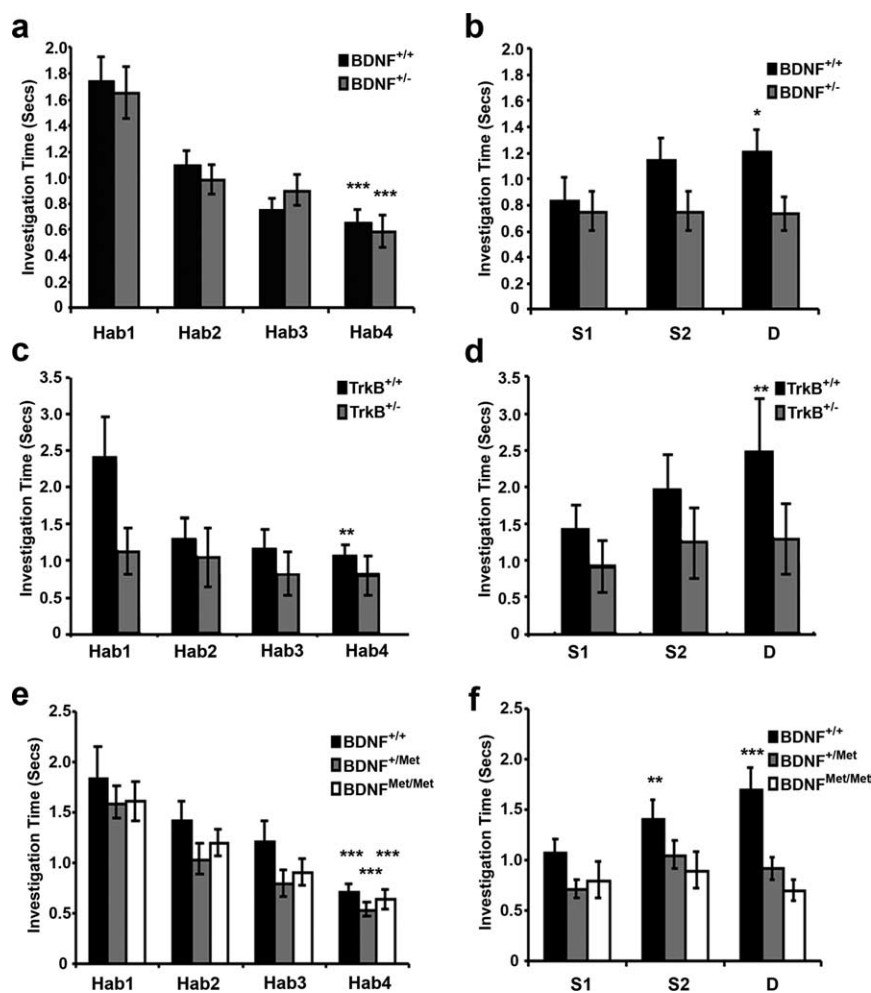 a
Investigation Time (Secs)
2.0
1.8
1.6
1.4
1.2
1.0
0.8
0.6
0.4
0.2
0
BDNF+/+
BDNF+/-
*** ***
Hab1 Hab2 Hab3 Hab4
b
Investigation Time (Secs)
2.0
1.8
1.6
1.4
1.2
1.0
0.8
0.6
0.4
0.2
0
BDNF+/+
BDNF+/-
*
S1 S2 D
c
Investigation Time (Secs)
3.5
3.0
2.5
2.0
1.5
1.0
0.5
0
TrkB+/+
TrkB+/-
**
Hab1 Hab2 Hab3 Hab4
d
Investigation Time (Secs)
3.5
3.0
2.5
2.0
1.5
1.0
0.5
0
TrkB+/+
TrkB+/-
**
S1 S2 D
e
Investigation Time (Secs)
2.5
2.0
1.5
1.0
0.5
0
BDNF+/+
BDNF+/Met
BDNFMet/Met
*** *** ***
Hab1 Hab2 Hab3 Hab4
f
Investigation Time (Secs)
2.5
2.0
1.5
1.0
0.5
0
BDNF+/+
BDNF+/Met
BDNFMet/Met
** ***
S1 S2 D